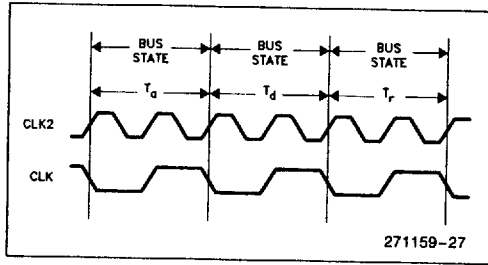 BUS STATE BUS STATE BUS STATE
Ta Td Tr
CLK2
CLK
271159-27